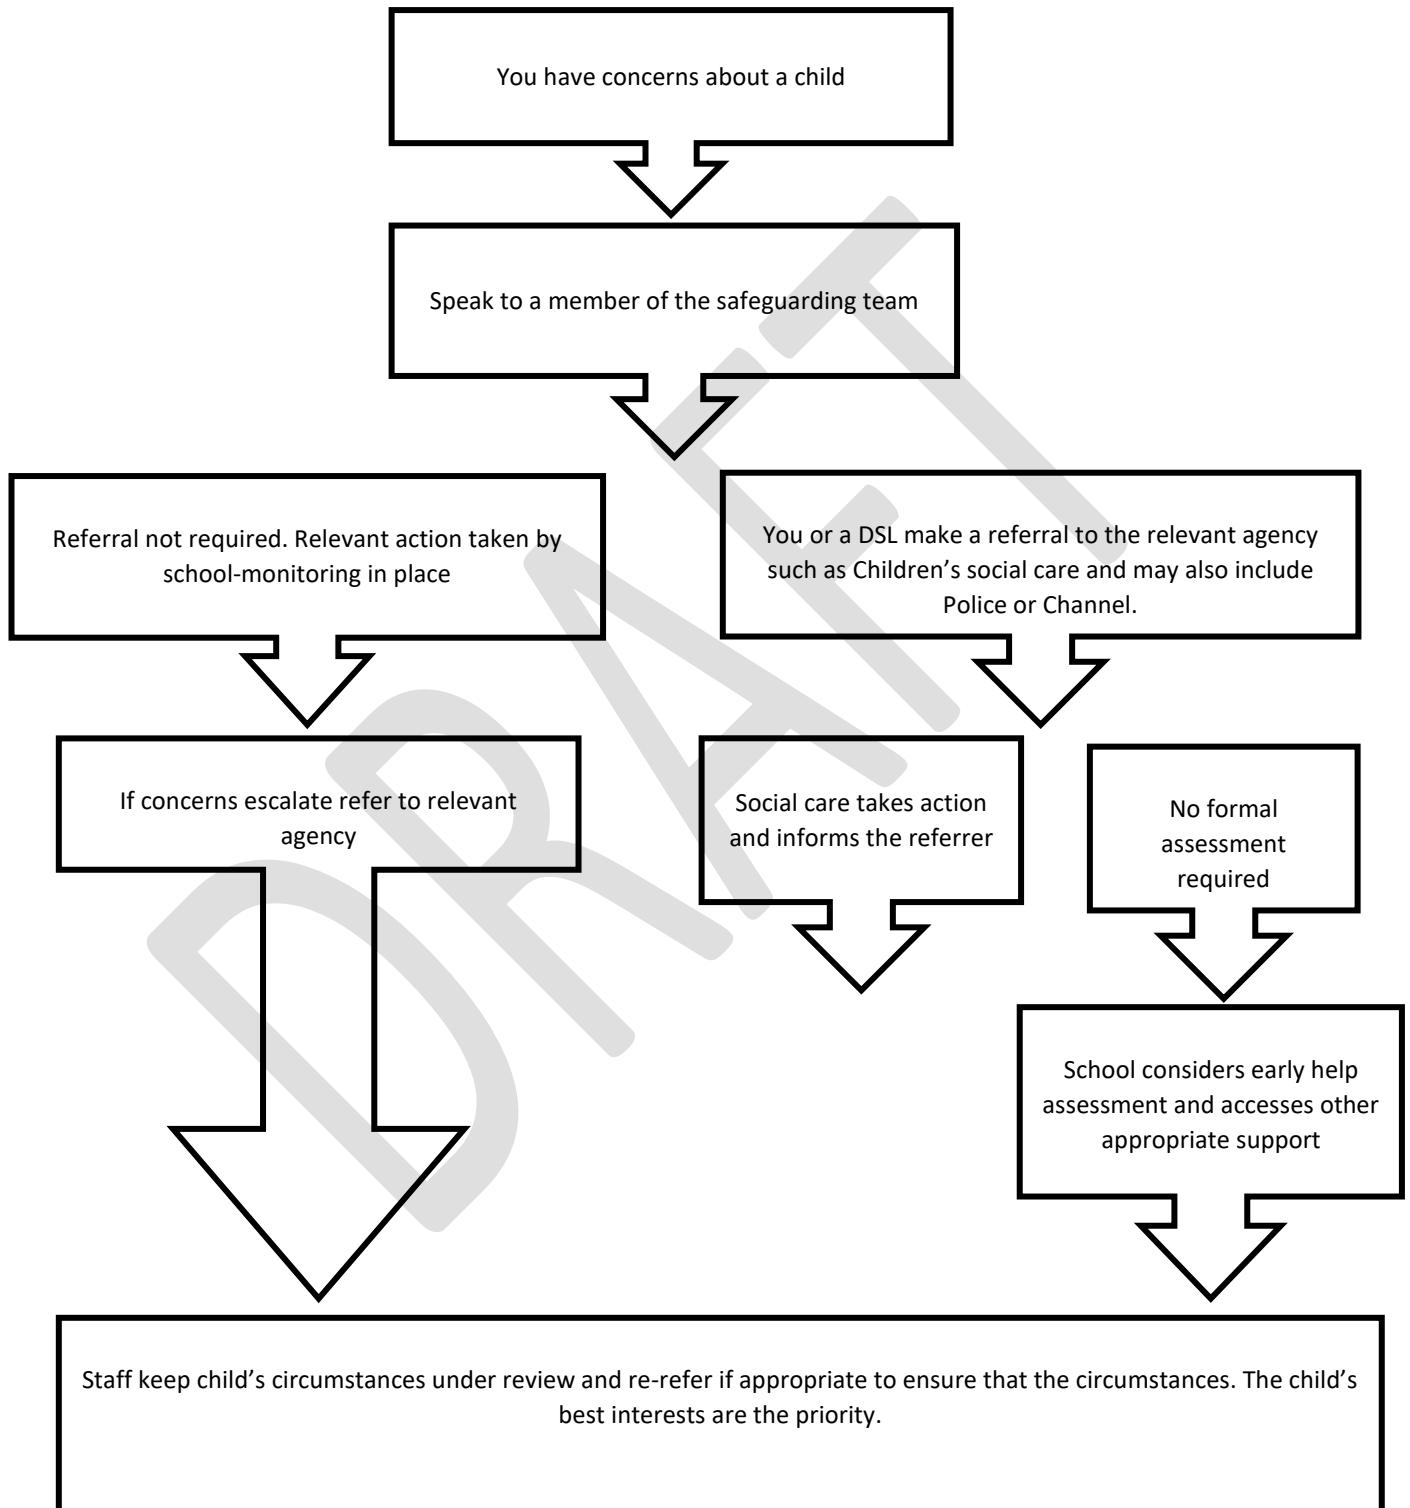 You have concerns about a child
Speak to a member of the safeguarding team
Referral not required. Relevant action taken by
school-monitoring in place
You or a DSL make a referral to the relevant agency
such as Children’s social care and may also include
Police or Channel.
If concerns escalate refer to relevant
agency
Social care takes action
and informs the referrer
No formal
assessment
required
School considers early help
assessment and accesses other
appropriate support
Staff keep child’s circumstances under review and re-refer if appropriate to ensure that the circumstances. The child’s
best interests are the priority.
DRAFT